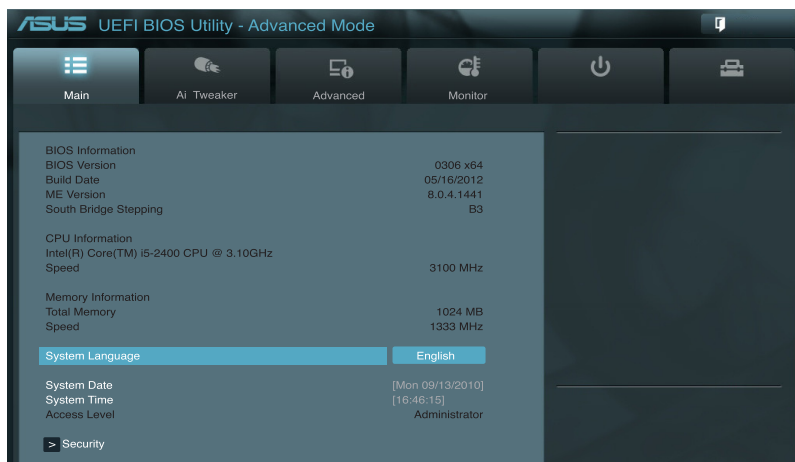 ASUS UEFI BIOS Utility - Advanced Mode
Main Ai Tweaker Advanced Monitor
BIOS Information
BIOS Version 0306 x64
Build Date 05/16/2012
ME Version 8.0.4.1441
South Bridge Stepping B3
CPU Information
Intel(R) Core(TM) i5-2400 CPU @ 3.10GHz
Speed 3100 MHz
Memory Information
Total Memory 1024 MB
Speed 1333 MHz
System Language English
System Date [Mon 09/13/2010]
System Time [16:46:15]
Access Level Administrator
> Security